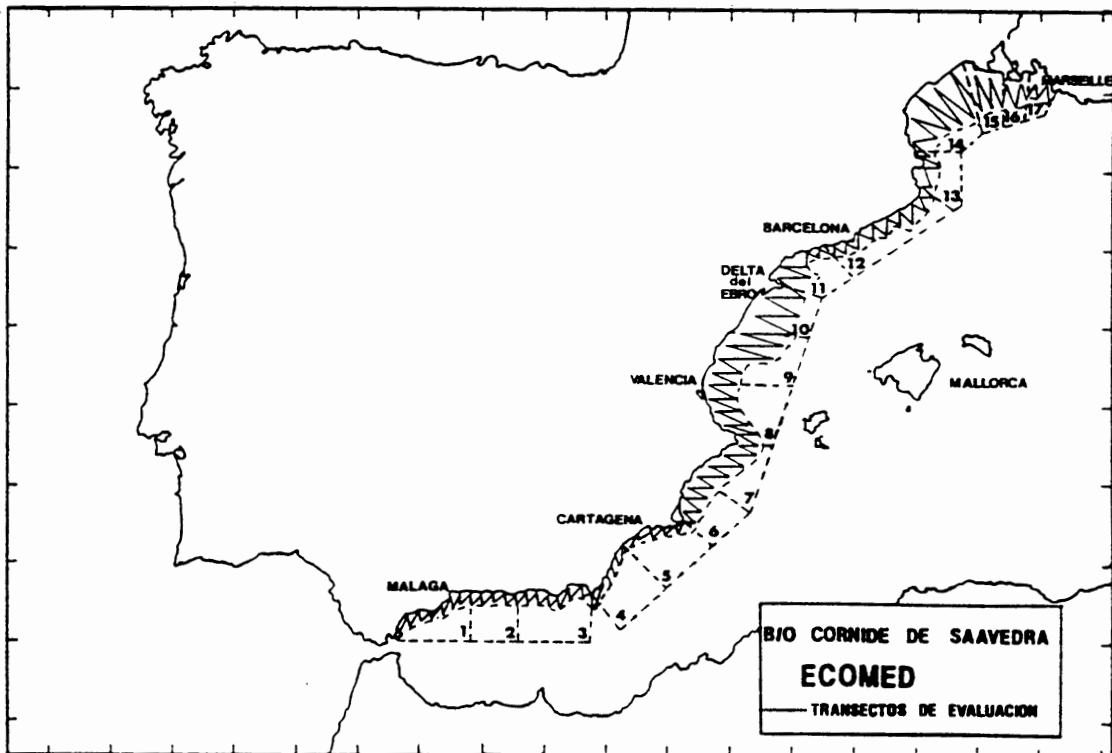 MARSEILLE
15 16 17
14
13
BARCELONA
12
DELTA
del
EBRO
11
10
VALENCIA
9
MALLORCA
8
7
CARTAGENA
6
5
MALAGA
4
1 2 3
B/O CORNIDE DE SAAVEDRA
ECOMED
TRANSECTOS DE EVALUACION